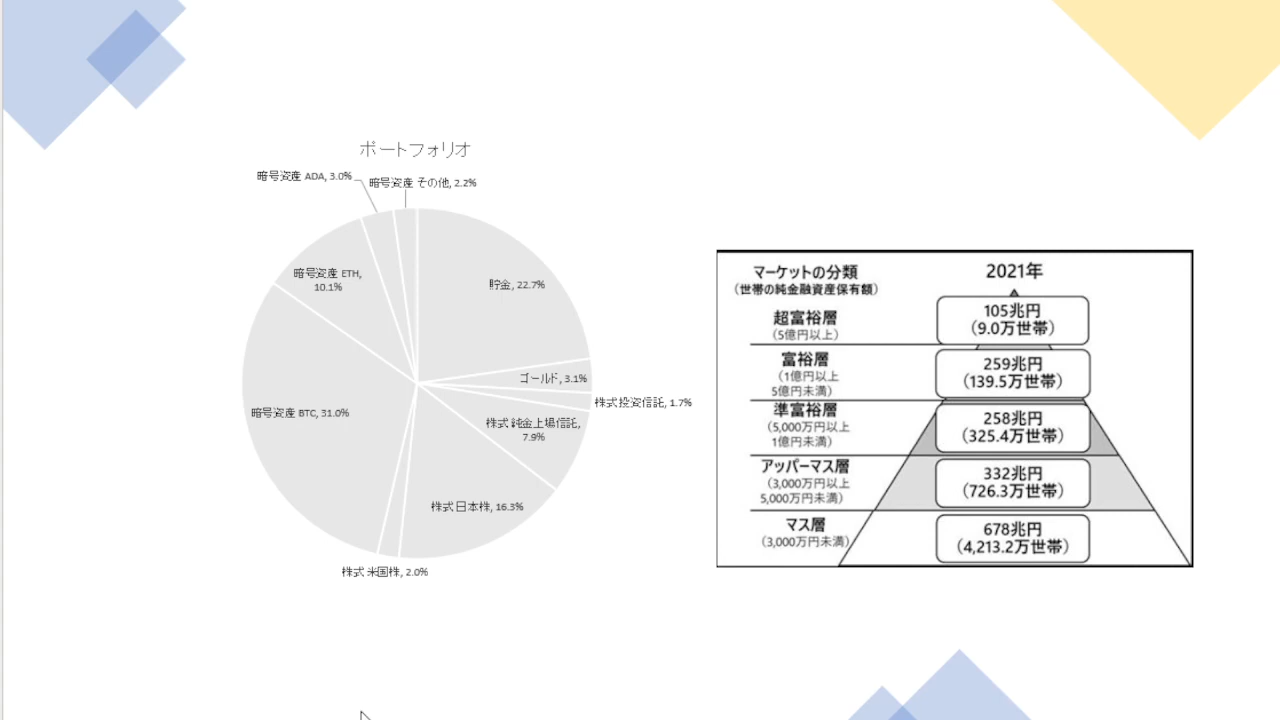 ポートフォリオ
暗号資産 ADA, 3.0%
暗号資産 その他, 2.2%
暗号資産 ETH,
10.1%
貯金, 22.7%
ゴールド, 3.1%
株式 投資信託, 1.7%
暗号資産 BTC, 31.0%
株式 純金上場信託,
7.9%
株式 日本株, 16.3%
株式 米国株, 2.0%
マーケットの分類
（世帯の純金融資産保有額）
2021年
超富裕層
（5億円以上）
105兆円
（9.0万世帯）
富裕層
（1億円以上
5億円未満）
259兆円
（139.5万世帯）
準富裕層
（5,000万円以上
1億円未満）
258兆円
（325.4万世帯）
アッパーマス層
（3,000万円以上
5,000万円未満）
332兆円
（726.3万世帯）
マス層
（3,000万円未満）
678兆円
（4,213.2万世帯）